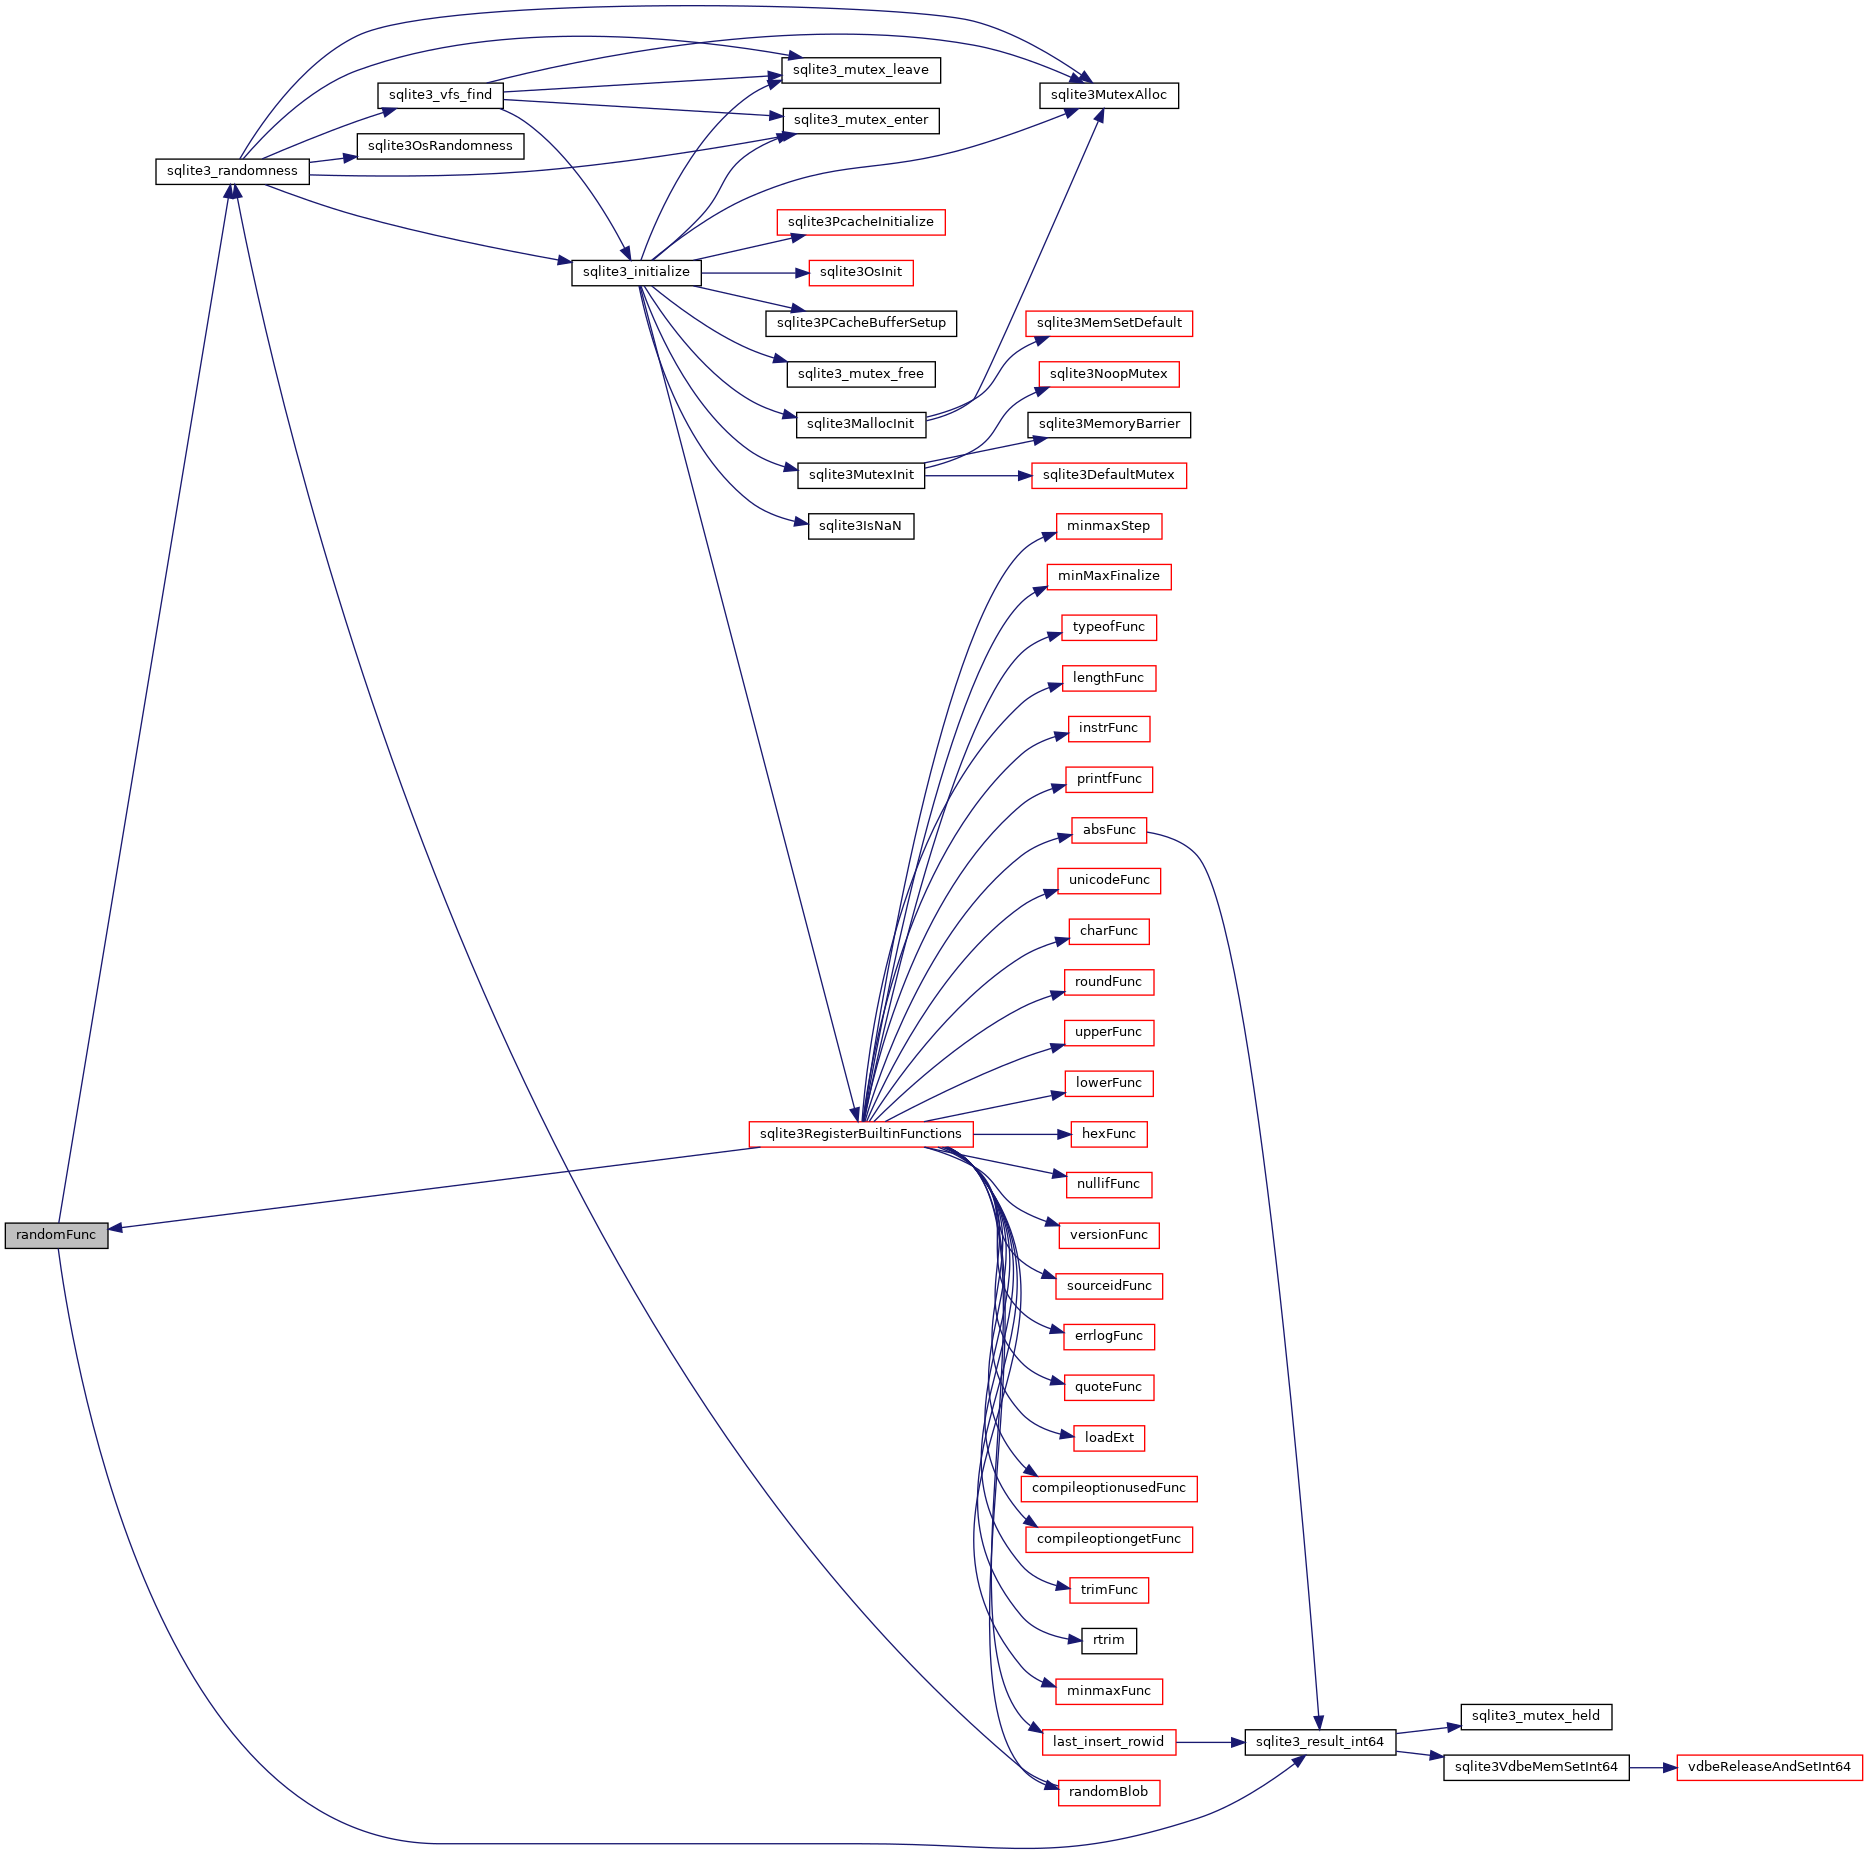 sqlite3_mutex_leave
sqlite3_vfs_find
sqlite3MutexAlloc
sqlite3_mutex_enter
sqlite3OsRandomness
sqlite3_randomness
sqlite3PcacheInitialize
sqlite3_initialize
sqlite3OsInit
sqlite3PCacheBufferSetup
sqlite3MemSetDefault
sqlite3_mutex_free
sqlite3NoopMutex
sqlite3MallocInit
sqlite3MemoryBarrier
sqlite3MutexInit
sqlite3DefaultMutex
sqlite3IsNaN
minmaxStep
minMaxFinalize
typeofFunc
lengthFunc
instrFunc
printfFunc
absFunc
unicodeFunc
charFunc
roundFunc
upperFunc
lowerFunc
sqlite3RegisterBuiltinFunctions
hexFunc
nullifFunc
randomFunc
versionFunc
sourceidFunc
errlogFunc
quoteFunc
loadExt
compileoptionusedFunc
compileoptiongetFunc
trimFunc
rtrim
minmaxFunc
sqlite3_mutex_held
last_insert_rowid
sqlite3_result_int64
sqlite3VdbeMemSetInt64
vdbeReleaseAndSetInt64
randomBlob